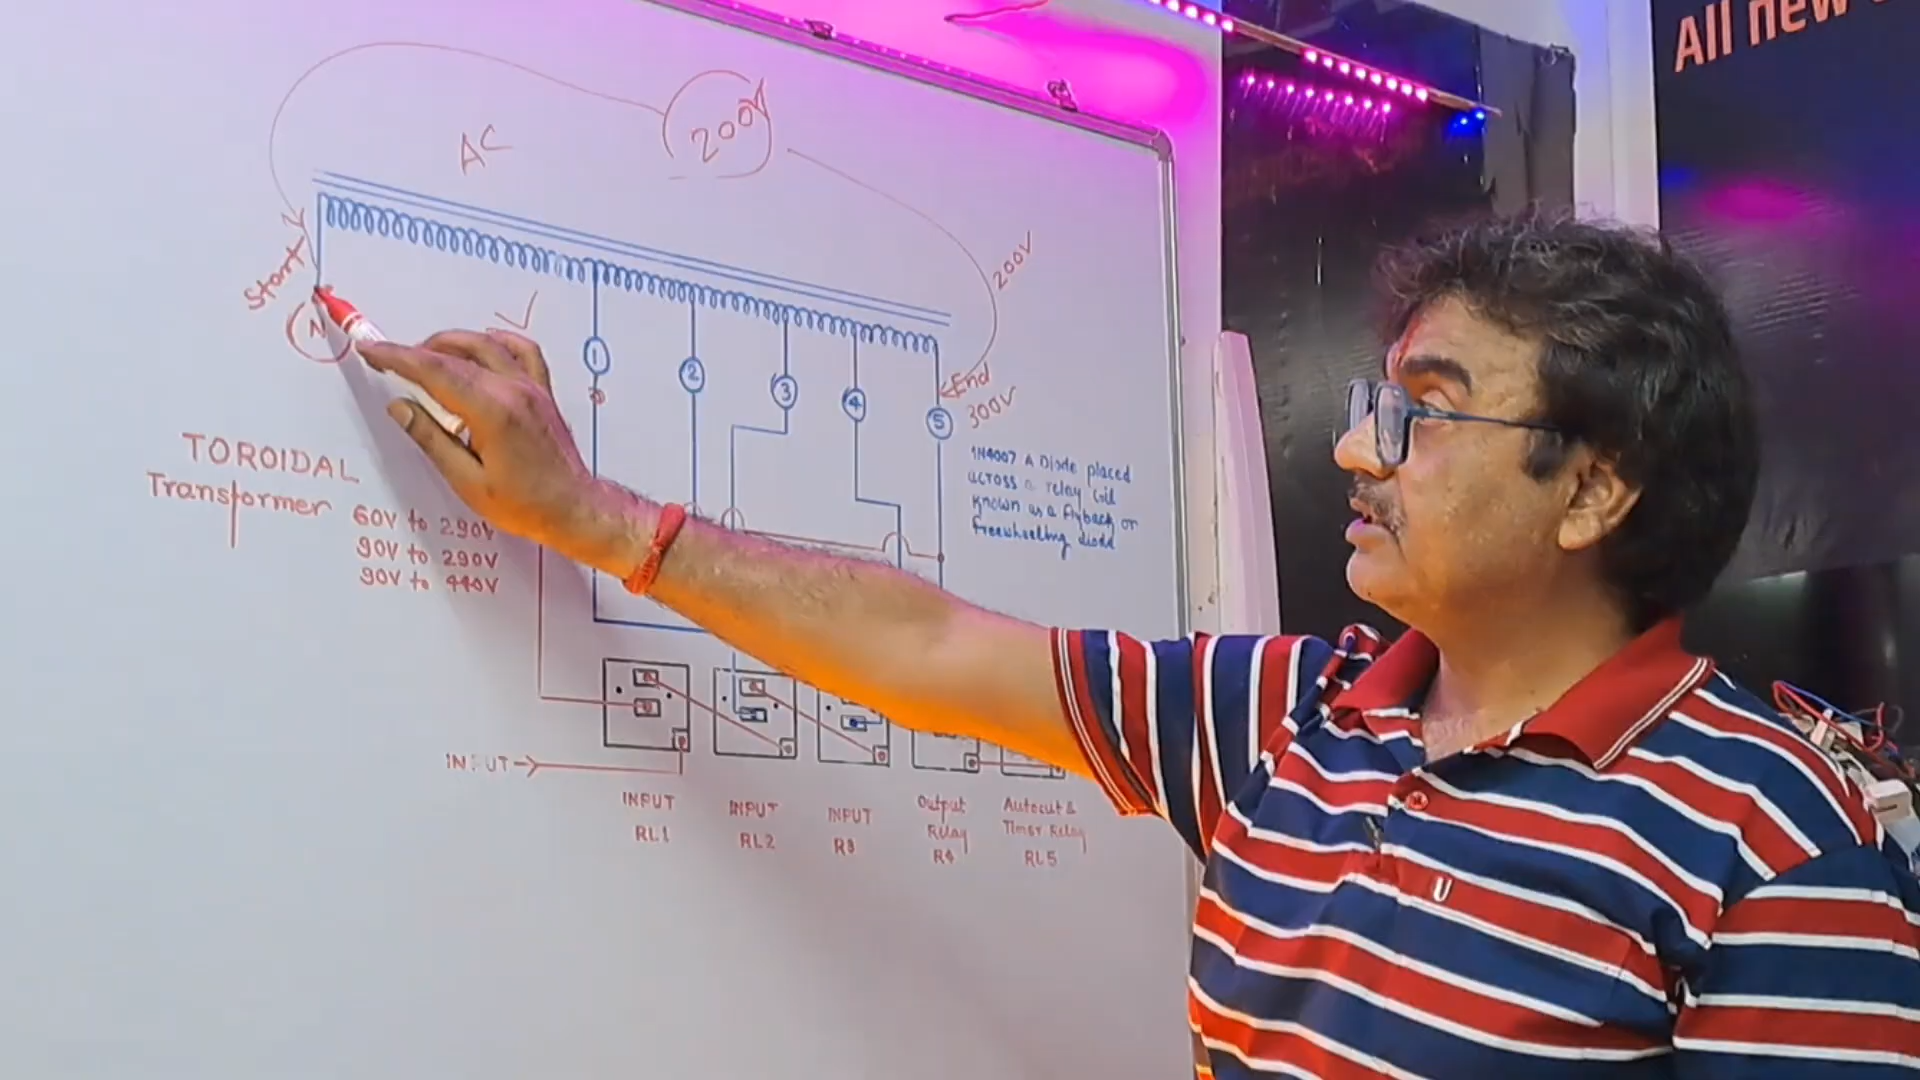 All new
200V
AC
200V
Start
N
1
2
3
4
5
End
300V
TOROIDAL
Transformer 60V to 290V
90V to 290V
90V to 440V
1N4007 A Diode placed
across a relay coil
known as a flyback or
freewheeling diode
INPUT
INPUT
RL1
INPUT
RL2
INPUT
R3
Output
Relay
R4
Autocut &
Timer Relay
RL5
U